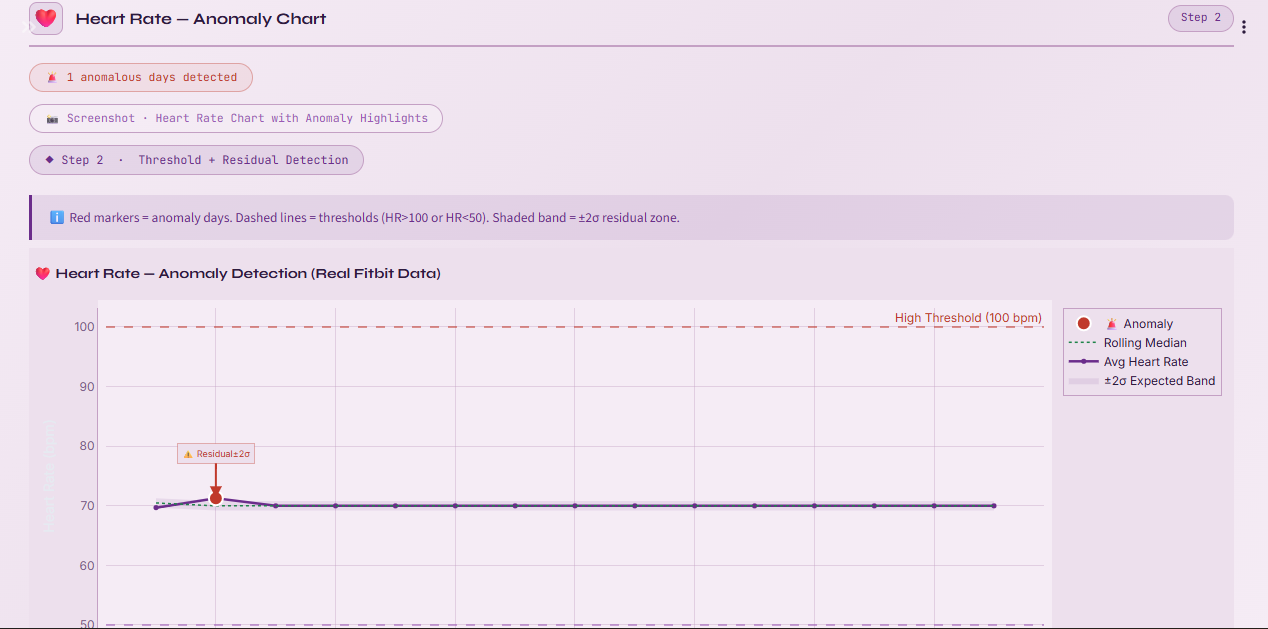 Heart Rate — Anomaly Chart
Step 2
1 anomalous days detected
Screenshot · Heart Rate Chart with Anomaly Highlights
◆ Step 2 · Threshold + Residual Detection
Red markers = anomaly days. Dashed lines = thresholds (HR>100 or HR<50). Shaded band = ±2σ residual zone.
Heart Rate — Anomaly Detection (Real Fitbit Data)
Heart Rate (bpm)
100
90
80
70
60
50
High Threshold (100 bpm)
Residual±2σ
Anomaly
Rolling Median
Avg Heart Rate
±2σ Expected Band